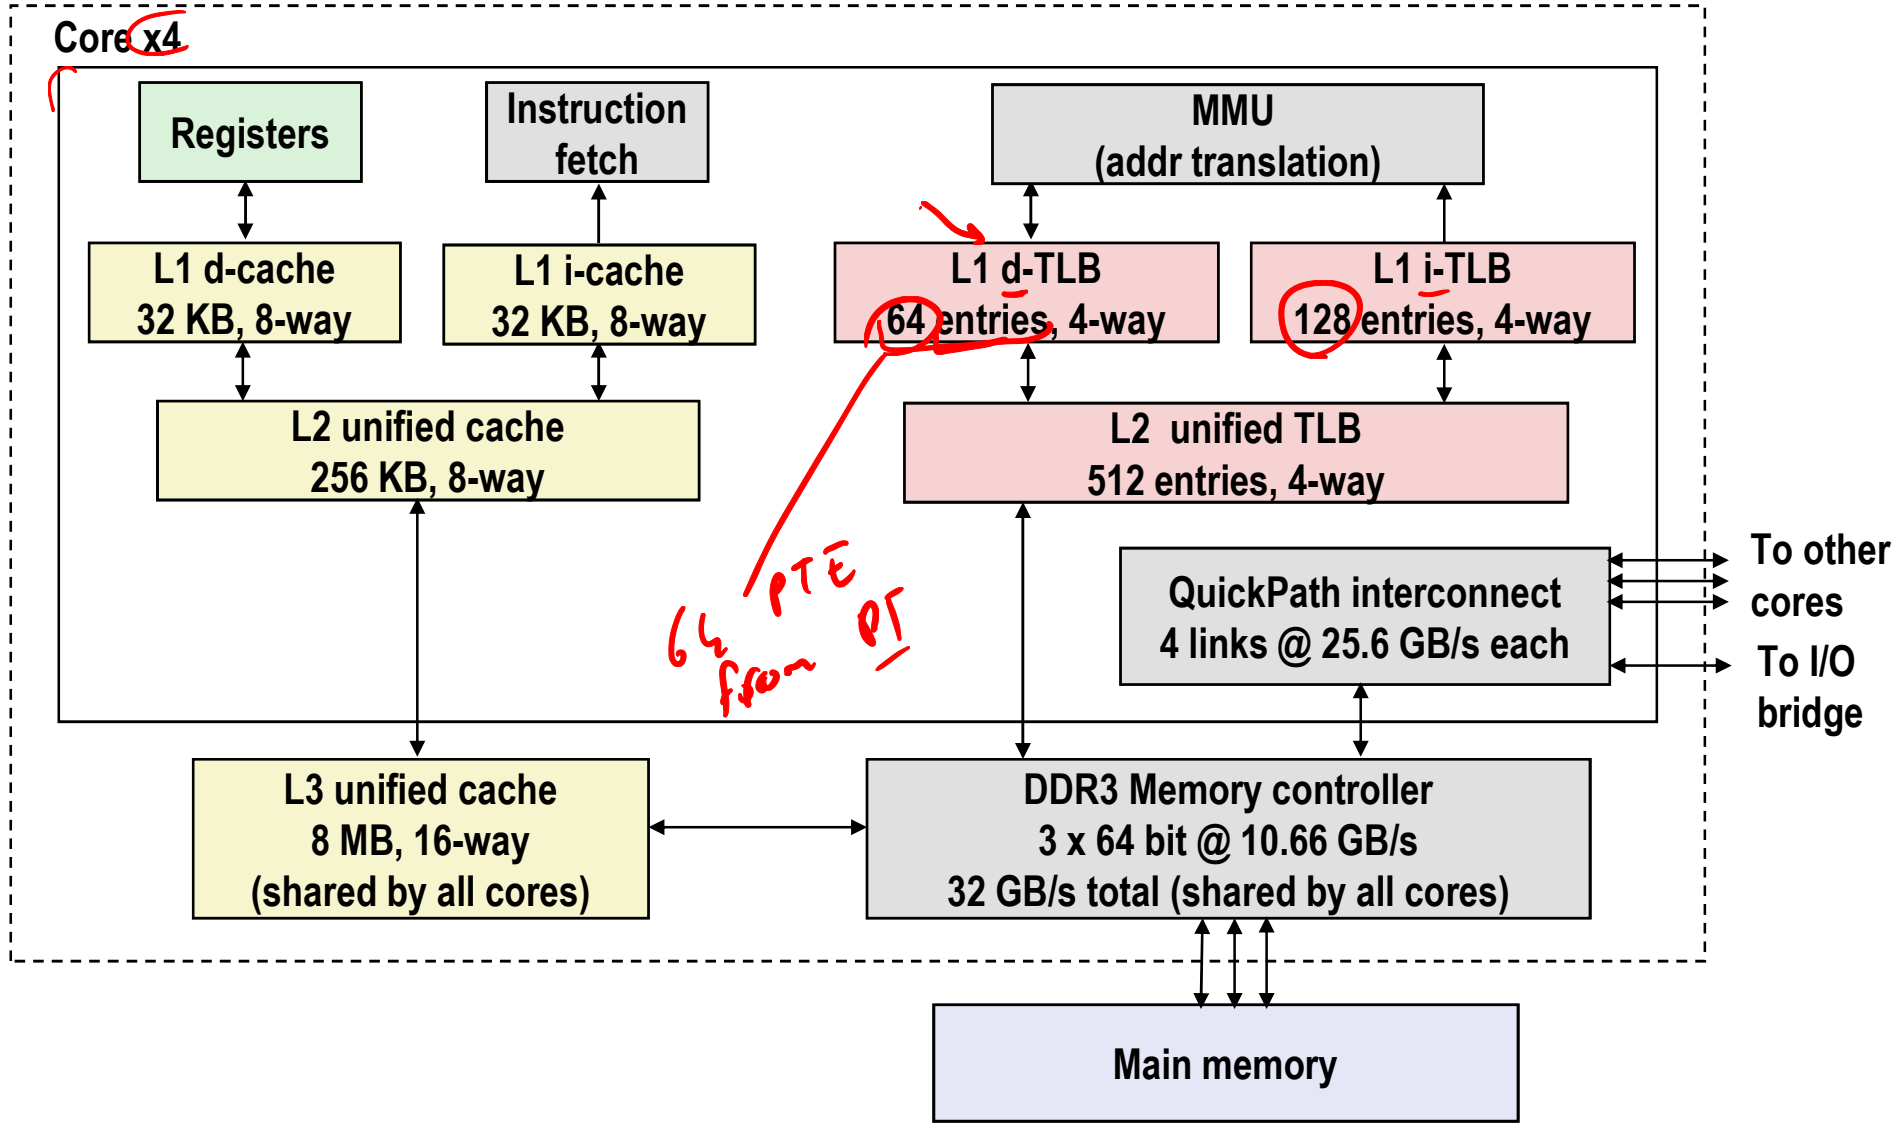 Core x4
Registers
Instruction
fetch
MMU
(addr translation)
L1 d-cache
32 KB, 8-way
L1 i-cache
32 KB, 8-way
L1 d-TLB
64 entries, 4-way
L1 i-TLB
128 entries, 4-way
L2 unified cache
256 KB, 8-way
L2 unified TLB
512 entries, 4-way
64 PTE
from PT
QuickPath interconnect
4 links @ 25.6 GB/s each
To other
cores
To I/O
bridge
L3 unified cache
8 MB, 16-way
(shared by all cores)
DDR3 Memory controller
3 x 64 bit @ 10.66 GB/s
32 GB/s total (shared by all cores)
Main memory